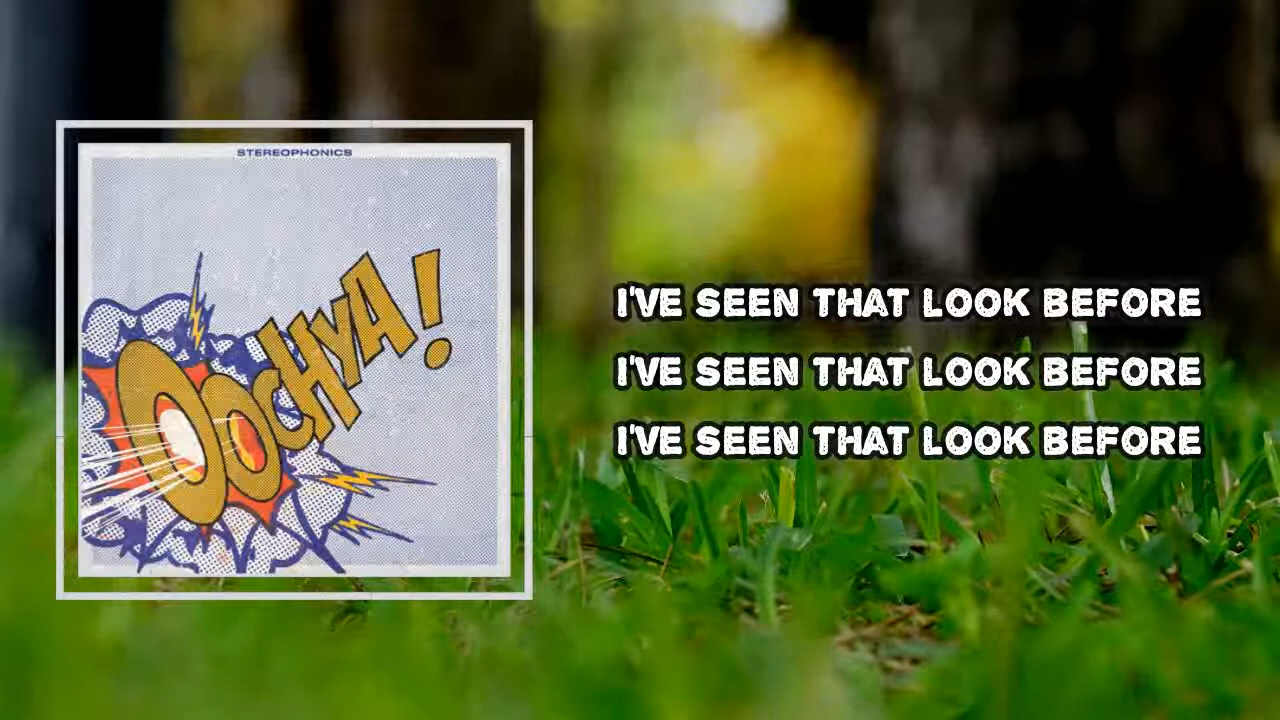 STEREOPHONICS
OOCHYA!
I'VE SEEN THAT LOOK BEFORE
I'VE SEEN THAT LOOK BEFORE
I'VE SEEN THAT LOOK BEFORE